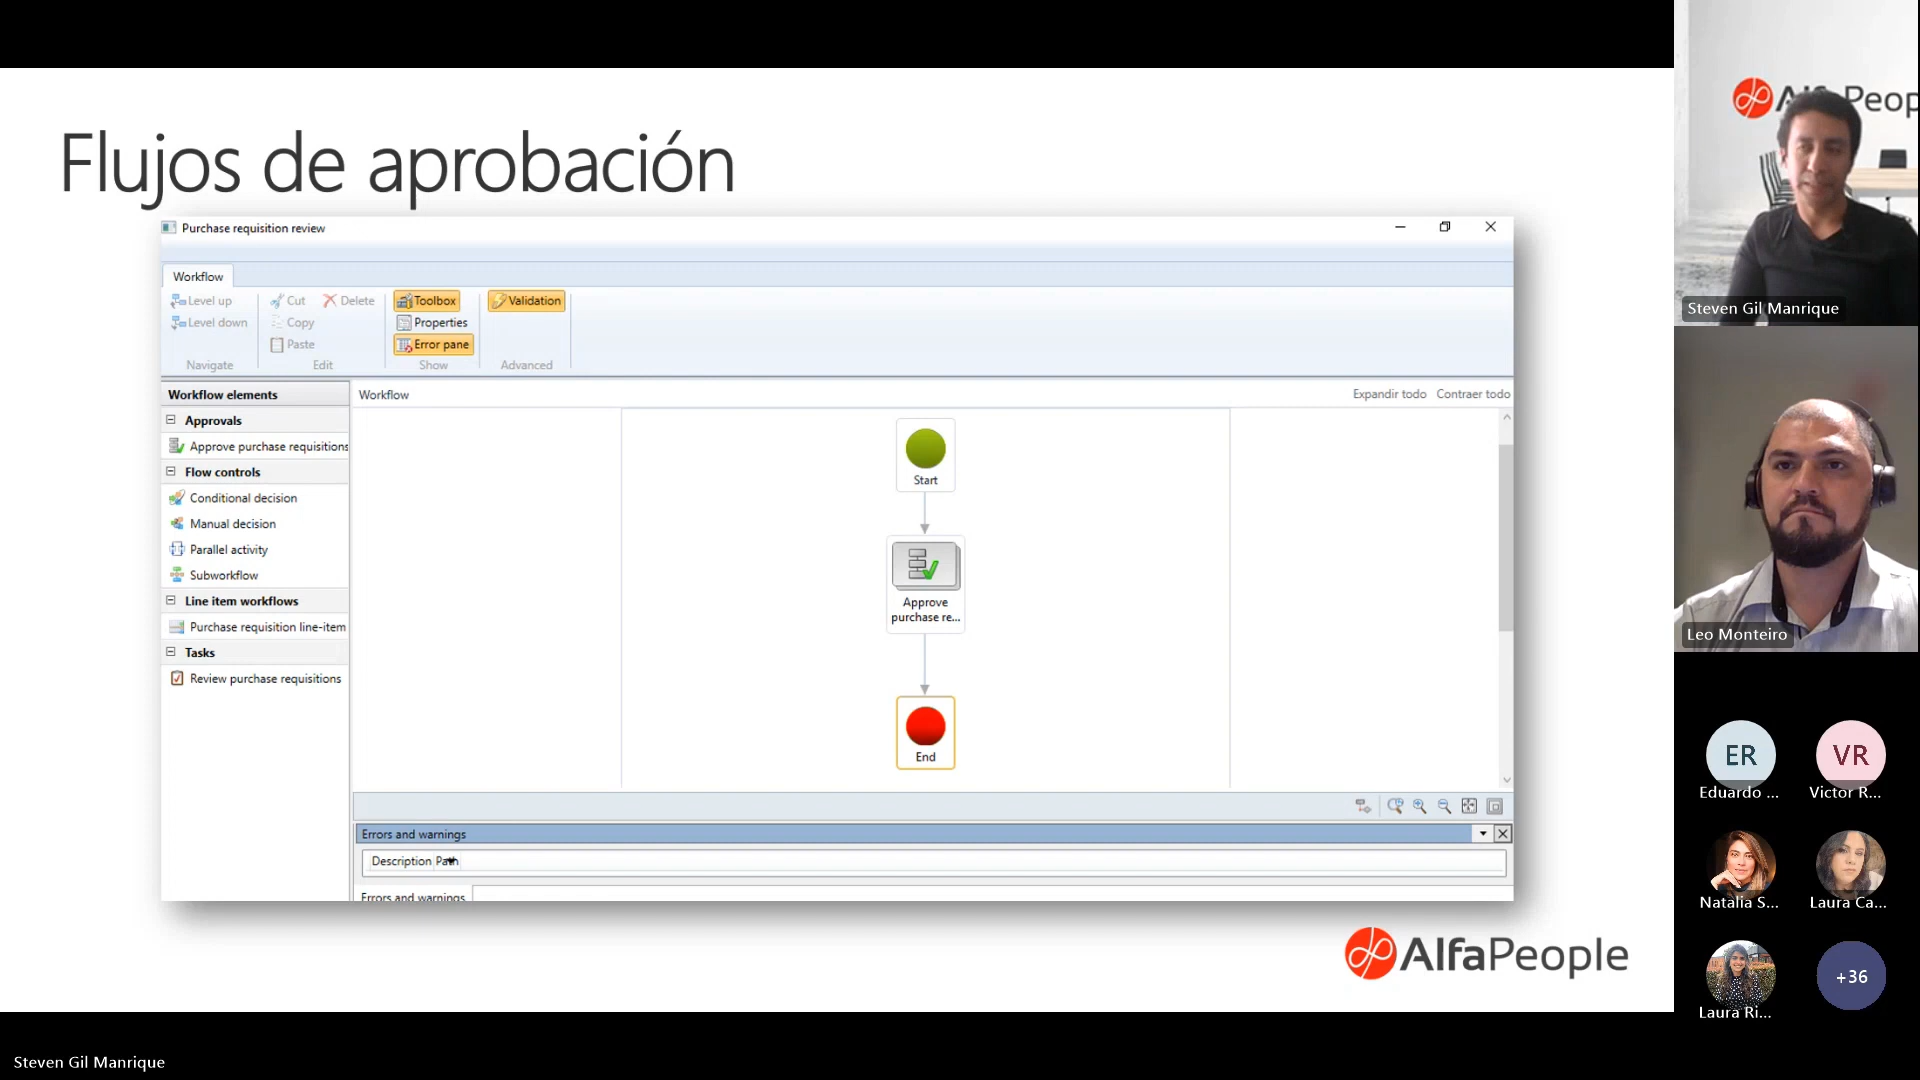 Flujos de aprobación
Purchase requisition review
Workflow
Level up
Level down
Navigate
Cut
Delete
Copy
Paste
Edit
Toolbox
Properties
Error pane
Show
Validation
Advanced
Workflow elements
Approvals
Approve purchase requisitions
Flow controls
Conditional decision
Manual decision
Parallel activity
Subworkflow
Line item workflows
Purchase requisition line-item
Tasks
Review purchase requisitions
Workflow
Expandir todo Contraer todo
Start
Approve
purchase re...
End
Errors and warnings
Description Path
Errors and warnings
AlfaPeople
Steven Gil Manrique
Leo Monteiro
ER
Eduardo ...
VR
Victor R...
Natalia S...
Laura Ca...
Laura Ri...
+36
Steven Gil Manrique